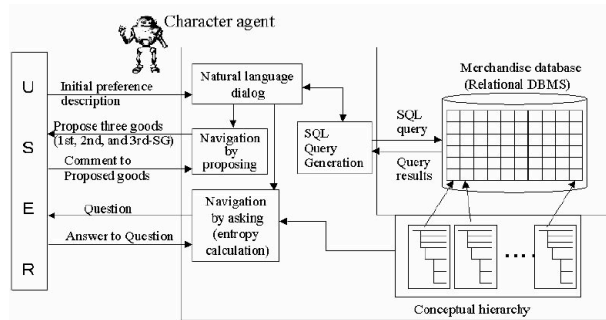 Character agent
U
S
E
R
Initial preference
description
Propose three goods
(1st, 2nd, and 3rd-SG)
Comment to
Proposed goods
Question
Answer to Question
Natural language
dialog
Navigation
by
proposing
Navigation
by asking
(entropy
calculation)
SQL
Query
Generation
SQL
query
Query
results
Merchandise database
(Relational DBMS)
Conceptual hierarchy